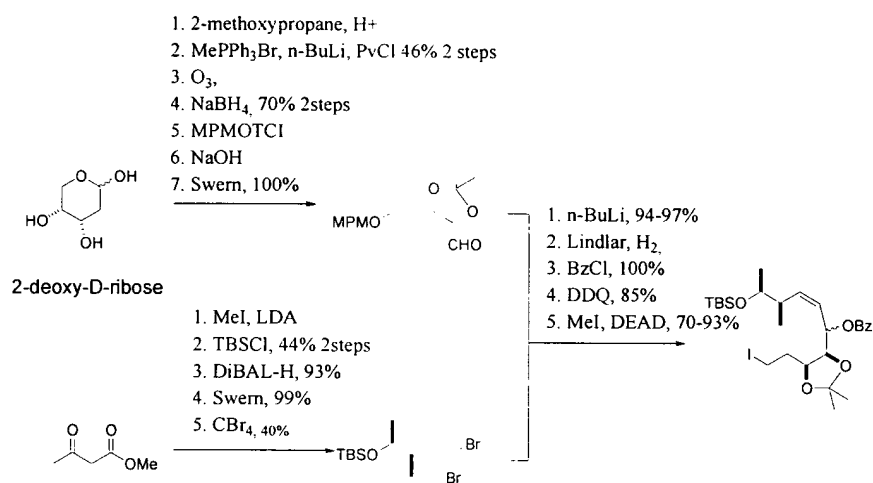 1. 2-methoxypropane, H+
2. MePPh3Br, n-BuLi, PvCl 46% 2 steps
3. O3,
4. NaBH4, 70% 2steps
5. MPMOTCl
6. NaOH
7. Swern, 100%
O
OH
HO
OH
2-deoxy-D-ribose
O
O
MPMO
CHO
1. n-BuLi, 94-97%
2. Lindlar, H2,
3. BzCl, 100%
4. DDQ, 85%
5. MeI, DEAD, 70-93%
TBSO
OBz
I
O
O
1. MeI, LDA
2. TBSCl, 44% 2steps
3. DiBAL-H, 93%
4. Swern, 99%
5. CBr4, 40%
O
O
OMe
TBSO
Br
Br